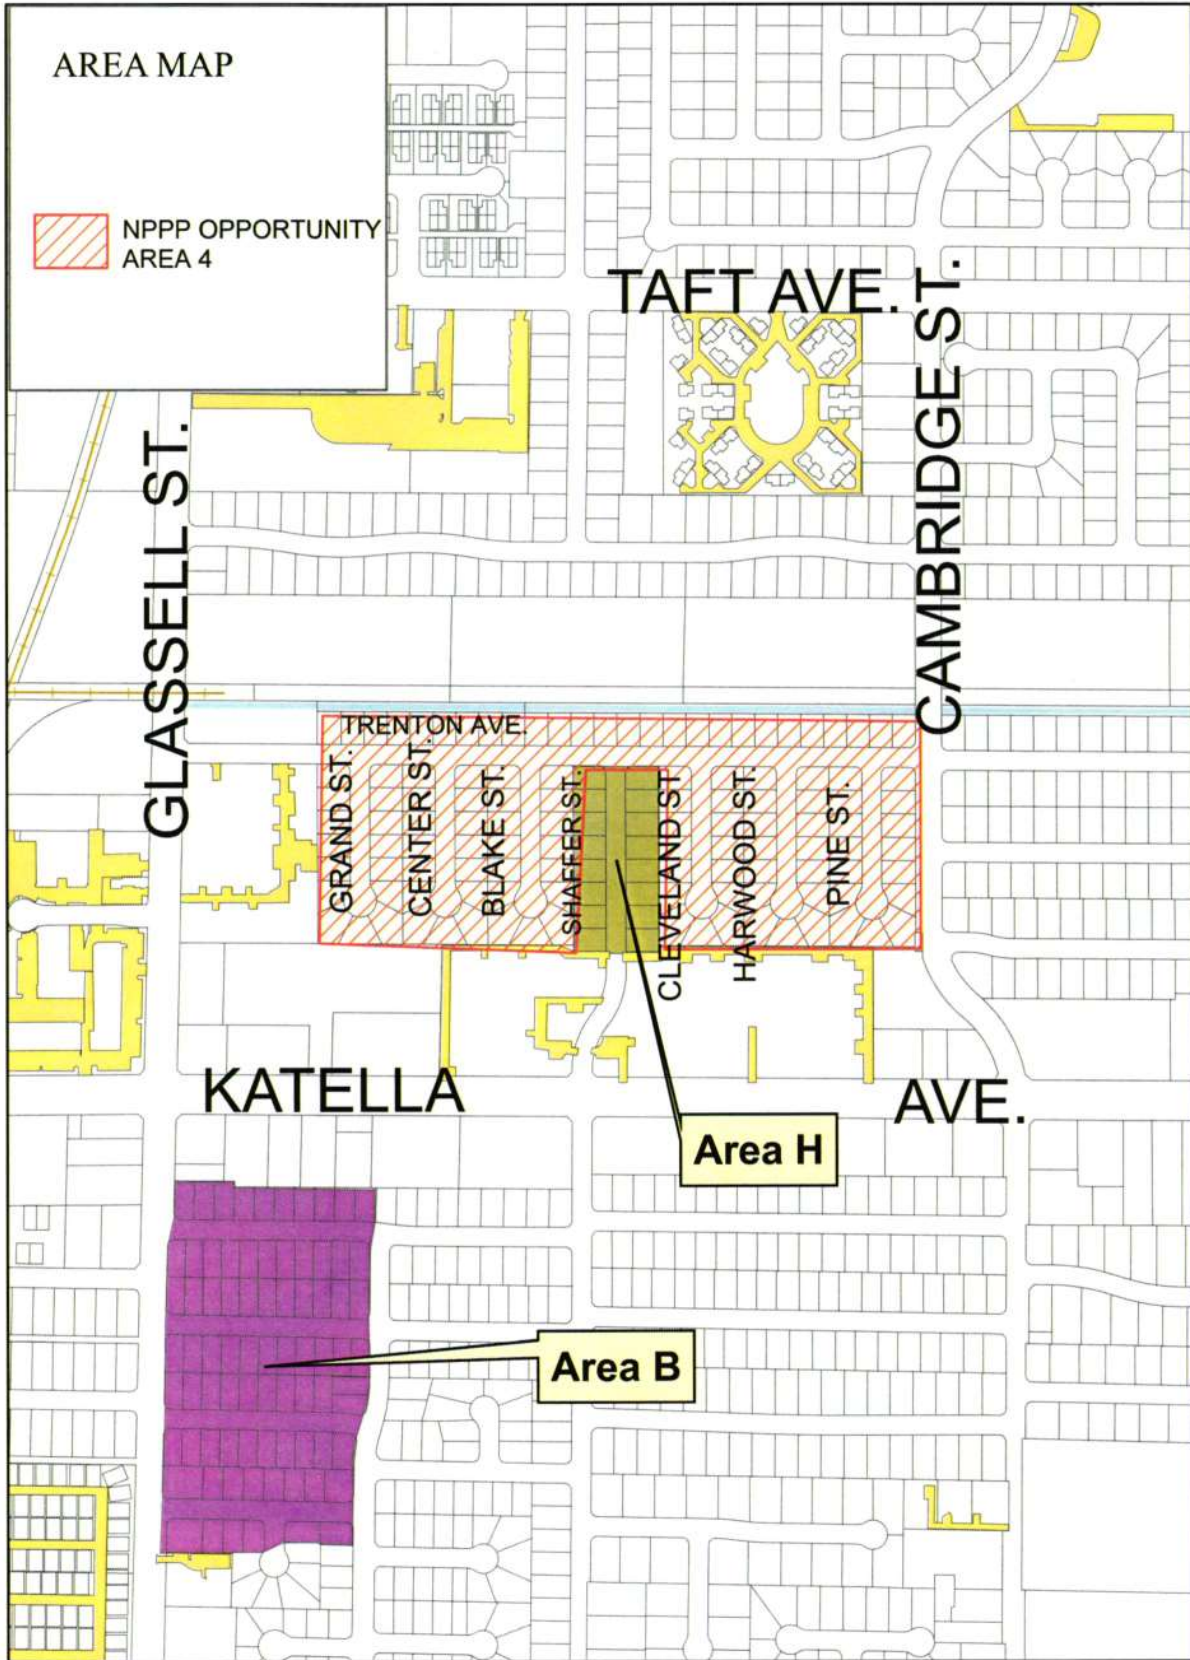 AREA MAP
NPPP OPPORTUNITY
AREA 4
TAFT AVE.
CAMBRIDGE ST.
GLASSELL ST.
TRENTON AVE.
GRAND ST.
CENTER ST.
BLAKE ST.
SHAFFER ST.
CLEVELAND ST
HARWOOD ST.
PINE ST.
KATELLA AVE.
Area H
Area B